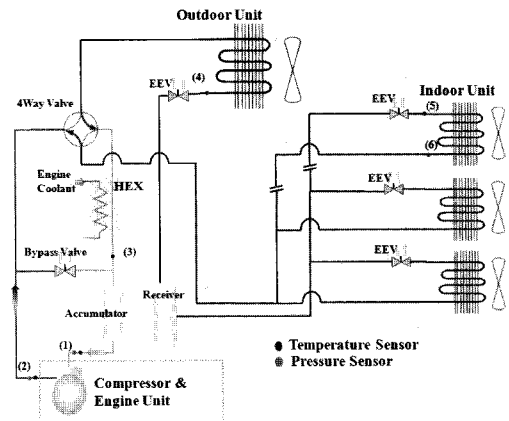 Outdoor Unit
(4)
EEV
4Way Valve
EEV
(5)
Indoor Unit
(6)
Engine
Coolant
HEX
EEV
(3)
Bypass Valve
EEV
Receiver
Accumulator
(1)
Temperature Sensor
(2)
Pressure Sensor
Compressor &
Engine Unit